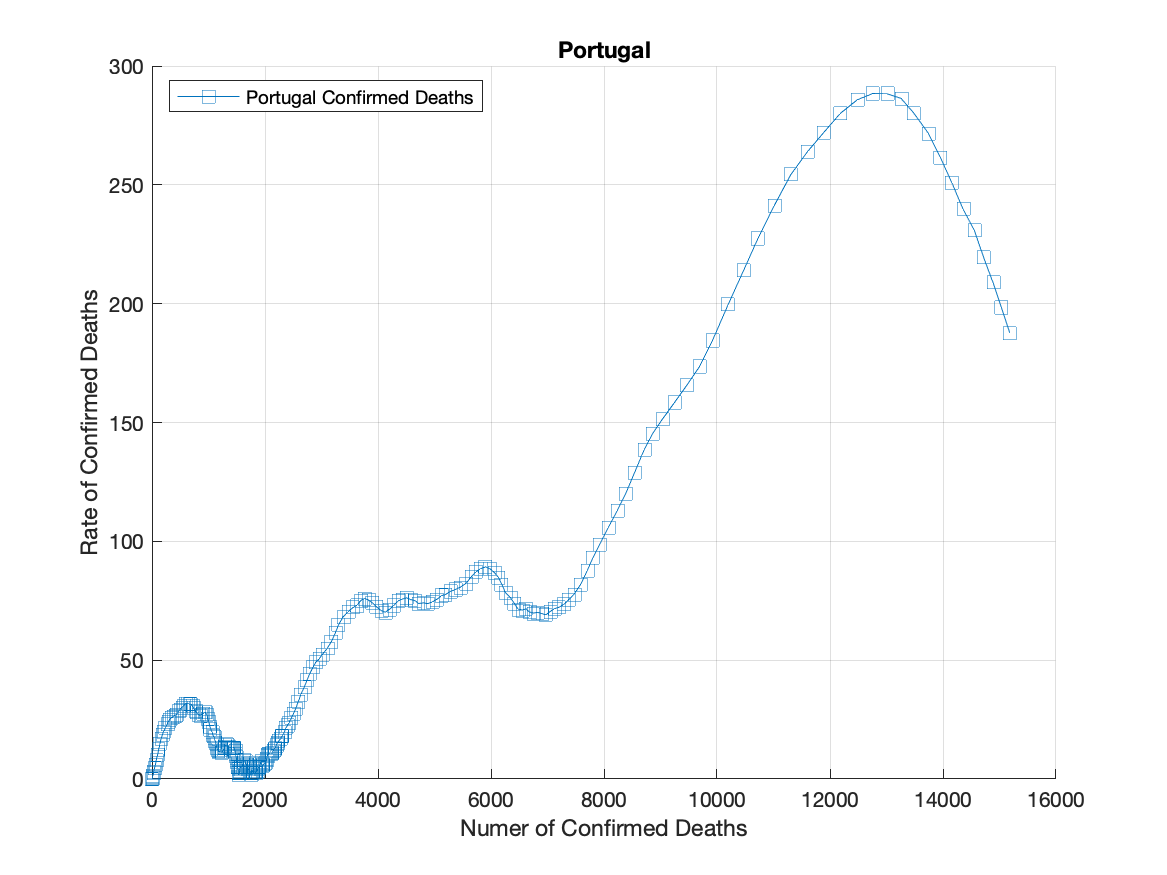 Portugal
Portugal Confirmed Deaths
300
250
200
150
100
50
0
Rate of Confirmed Deaths
0 2000 4000 6000 8000 10000 12000 14000 16000
Numer of Confirmed Deaths